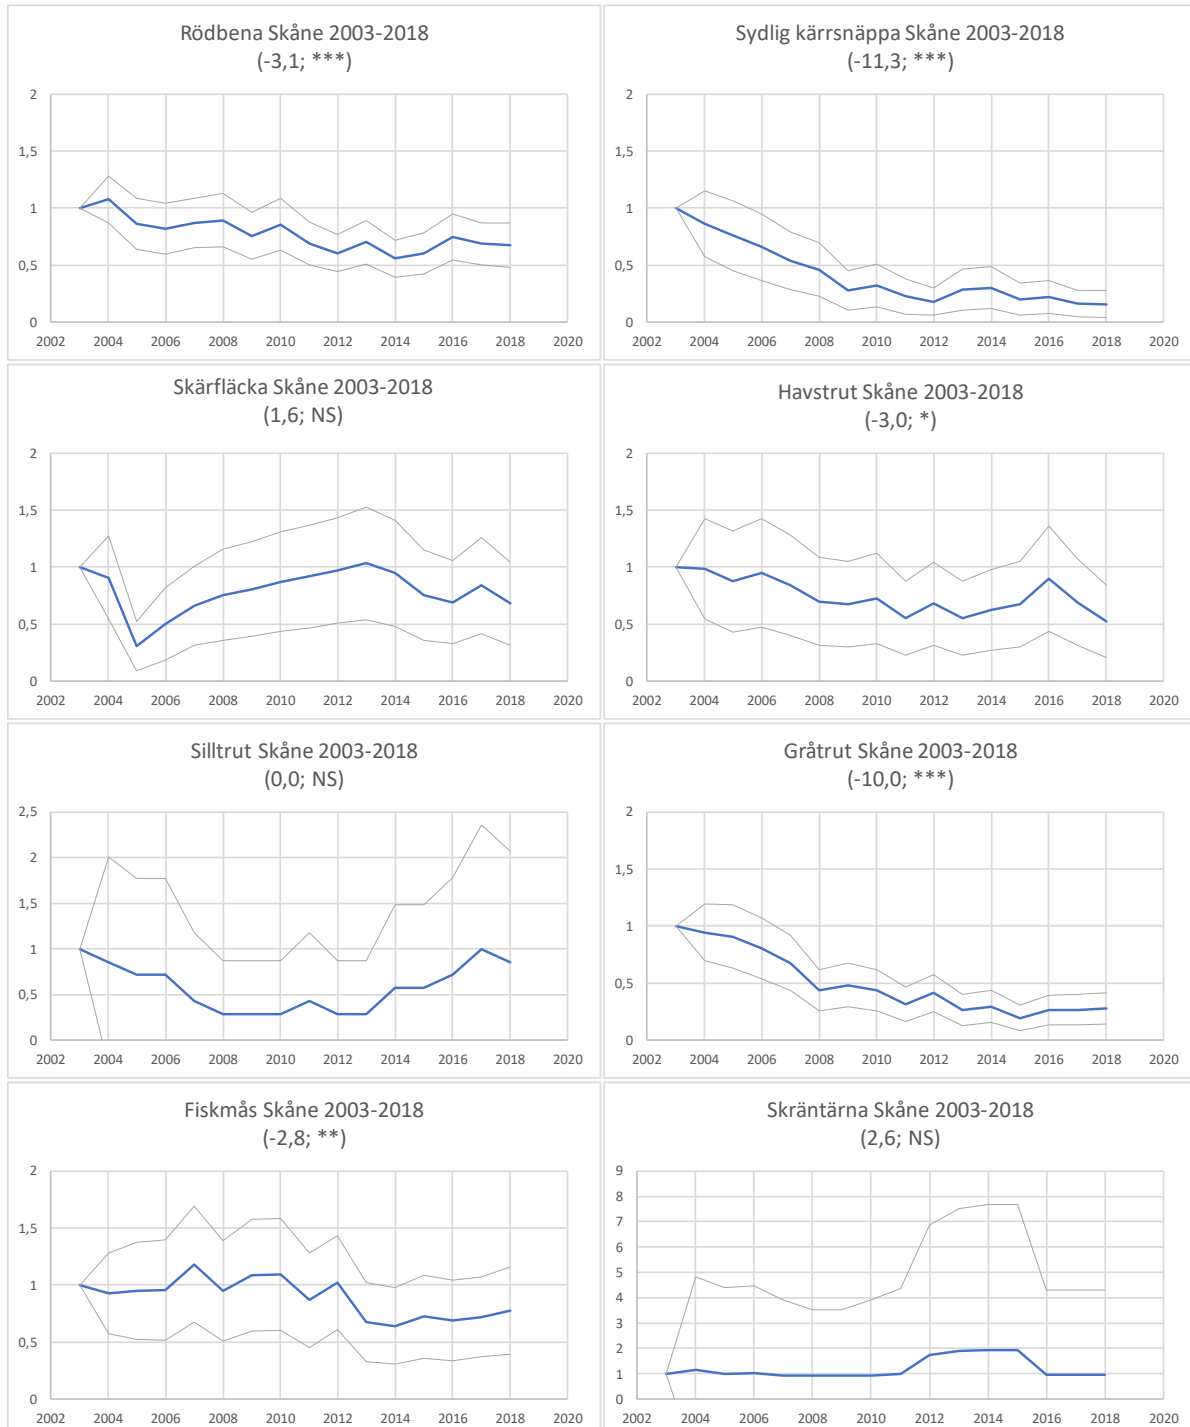 Rödbena Skåne 2003-2018
(-3,1; ***)
2
1,5
1
0,5
0
2002 2004 2006 2008 2010 2012 2014 2016 2018 2020
Sydlig kärrsnäppa Skåne 2003-2018
(-11,3; ***)
2
1,5
1
0,5
0
2002 2004 2006 2008 2010 2012 2014 2016 2018 2020
Skärfläcka Skåne 2003-2018
(1,6; NS)
2
1,5
1
0,5
0
2002 2004 2006 2008 2010 2012 2014 2016 2018 2020
Havstrut Skåne 2003-2018
(-3,0; *)
2
1,5
1
0,5
0
2002 2004 2006 2008 2010 2012 2014 2016 2018 2020
Silltrut Skåne 2003-2018
(0,0; NS)
2,5
2
1,5
1
0,5
0
2002 2004 2006 2008 2010 2012 2014 2016 2018 2020
Gråtrut Skåne 2003-2018
(-10,0; ***)
2
1,5
1
0,5
0
2002 2004 2006 2008 2010 2012 2014 2016 2018 2020
Fiskmås Skåne 2003-2018
(-2,8; **)
2
1,5
1
0,5
0
2002 2004 2006 2008 2010 2012 2014 2016 2018 2020
Skräntärna Skåne 2003-2018
(2,6; NS)
9
8
7
6
5
4
3
2
1
0
2002 2004 2006 2008 2010 2012 2014 2016 2018 2020